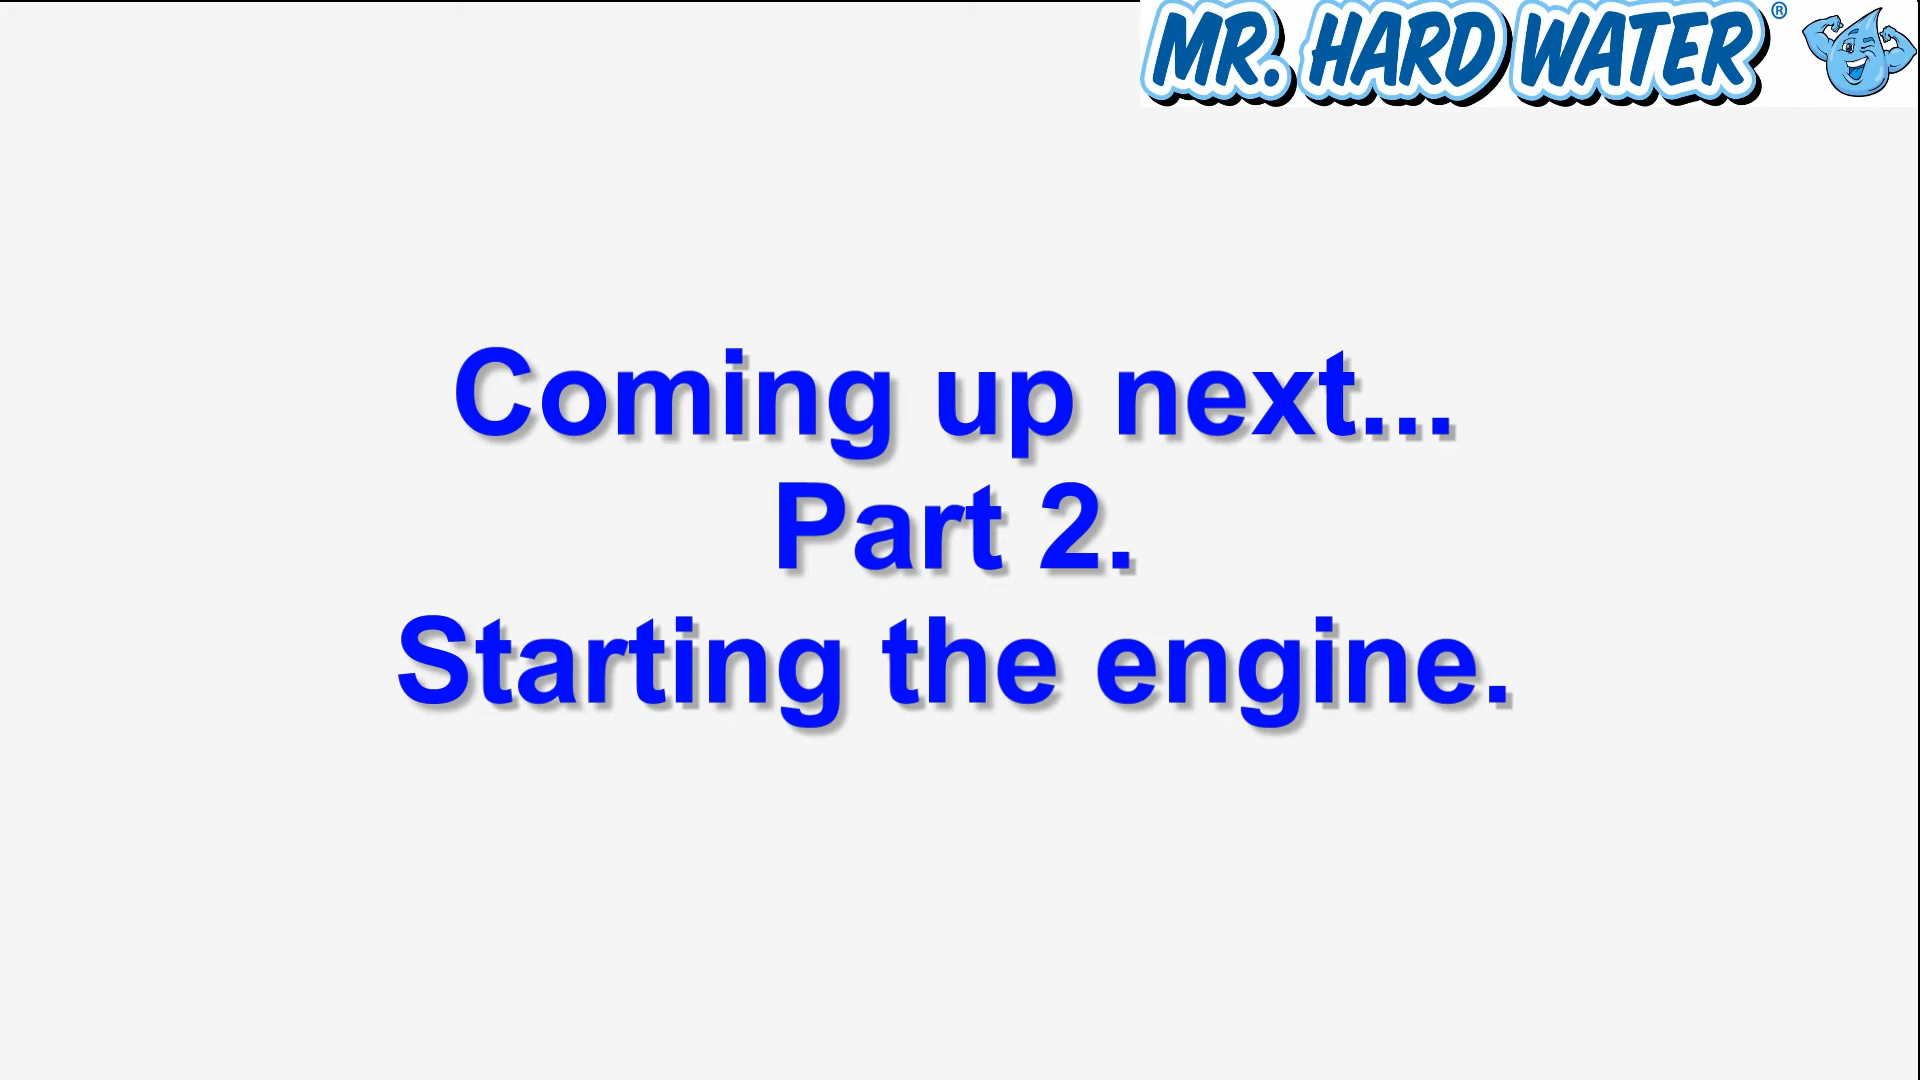 MR. HARD WATER®
Coming up next...
Part 2.
Starting the engine.